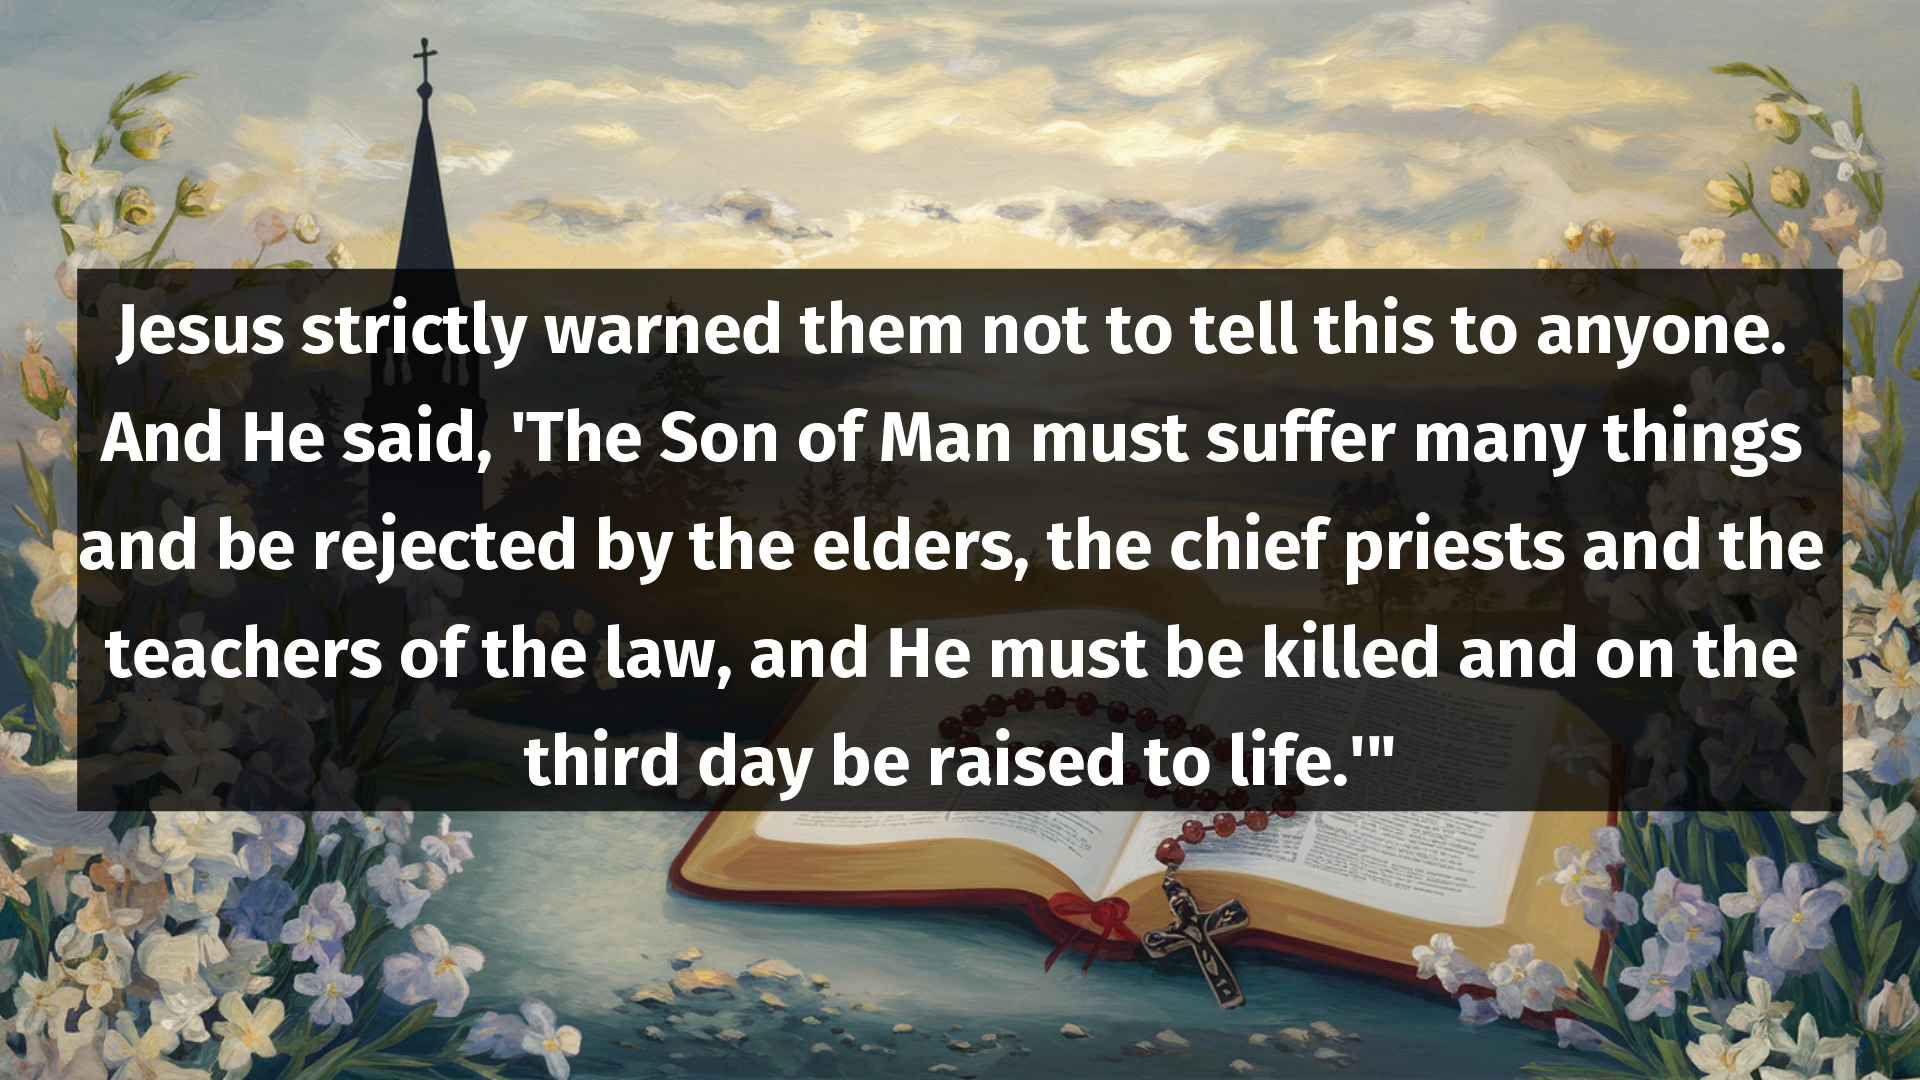 Jesus strictly warned them not to tell this to anyone.
And He said, 'The Son of Man must suffer many things
and be rejected by the elders, the chief priests and the
teachers of the law, and He must be killed and on the
third day be raised to life.'"